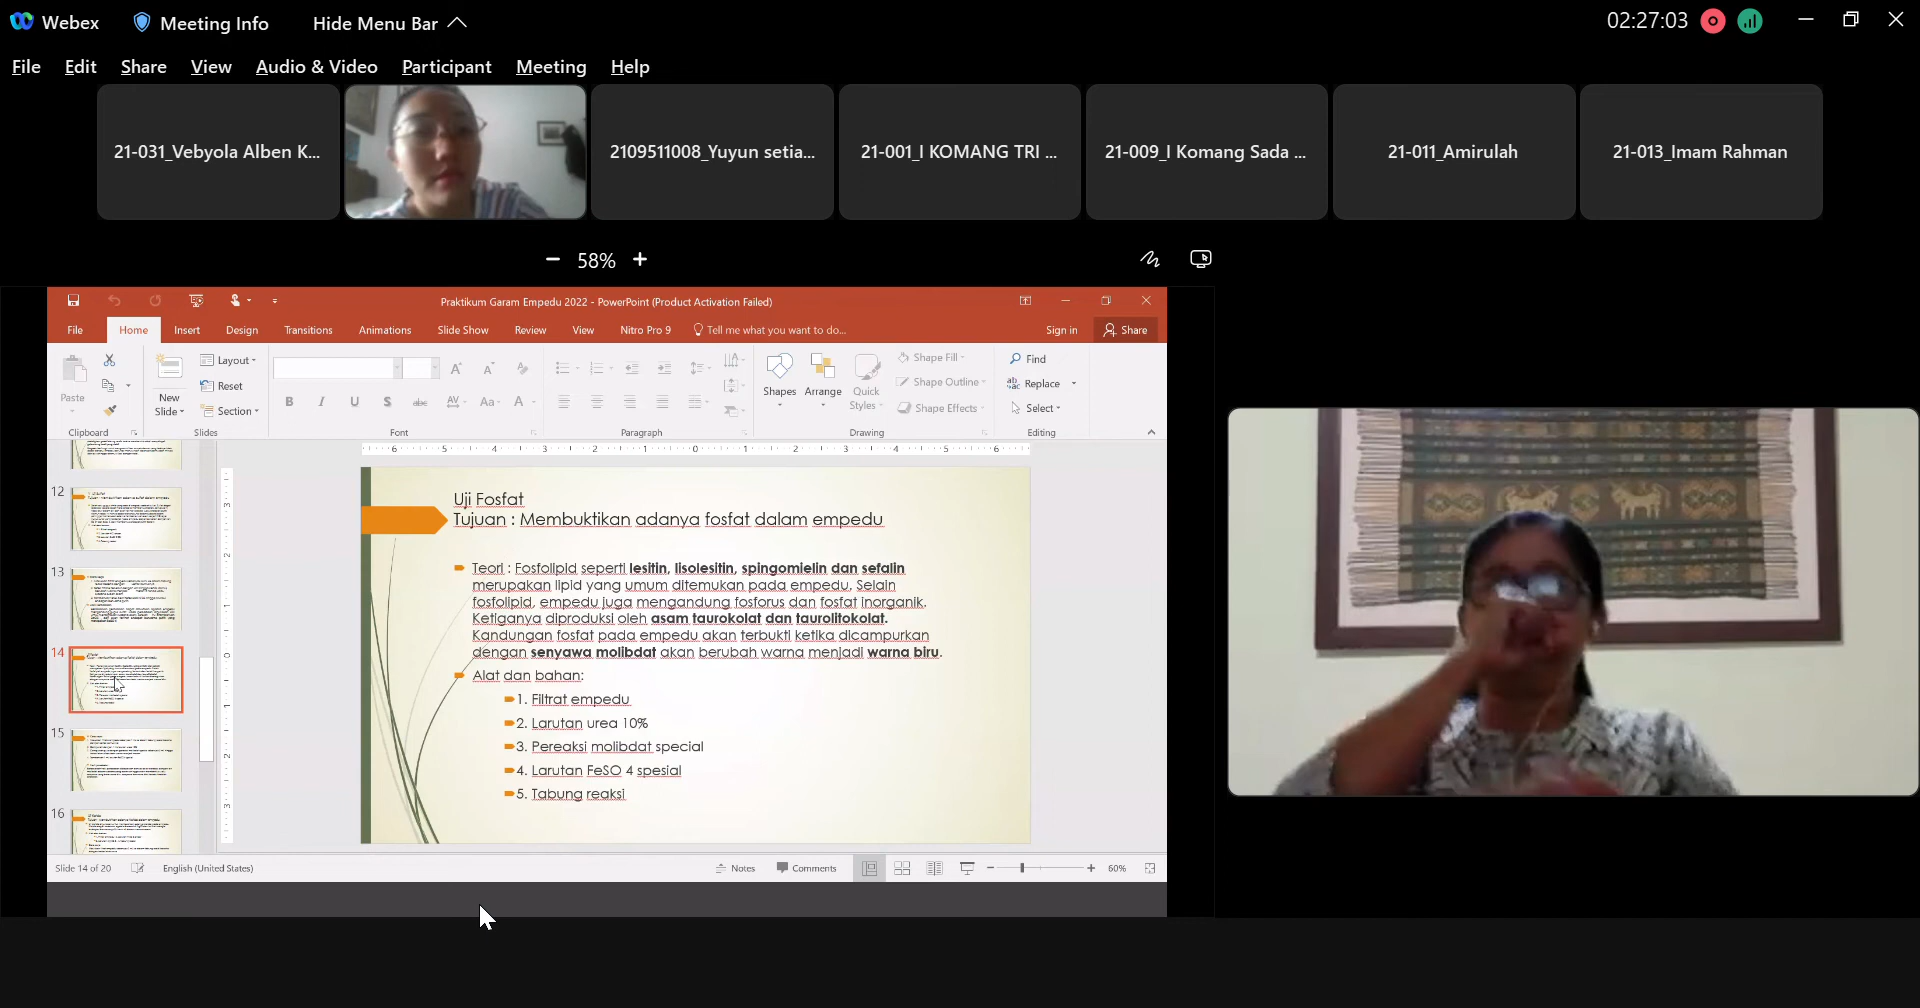 Webex
Meeting Info
Hide Menu Bar
02:27:03
File Edit Share View Audio & Video Participant Meeting Help
21-031_Vebyola Alben K...
2109511008_Yuyun setia...
21-001_I KOMANG TRI ...
21-009_I Komang Sada ...
21-011_Amirulah
21-013_Imam Rahman
58%
Praktikum Garam Empedu 2022 - PowerPoint (Product Activation Failed)
File Home Insert Design Transitions Animations Slide Show Review View Nitro Pro 9 Tell me what you want to do... Sign in Share
Paste
New Slide
Layout
Reset
Section
Shapes
Arrange
Quick Styles
Shape Fill
Shape Outline
Shape Effects
Find
Replace
Select
Clipboard Slides Font Paragraph Drawing Editing
12
13
14
15
16
Uji Fosfat
Tujuan : Membuktikan adanya fosfat dalam empedu
Teori : Fosfolipid seperti lesitin, lisolesitin, spingomielin dan sefalin
merupakan lipid yang umum ditemukan pada empedu. Selain
fosfolipid, empedu juga mengandung fosforus dan fosfat inorganik.
Ketiganya diproduksi oleh asam taurokolat dan taurolitokolat.
Kandungan fosfat pada empedu akan terbukti ketika dicampurkan
dengan senyawa molibdat akan berubah warna menjadi warna biru.
Alat dan bahan:
1. Filtrat empedu
2. Larutan urea 10%
3. Pereaksi molibdat special
4. Larutan FeSO 4 spesial
5. Tabung reaksi
Slide 14 of 20 English (United States) Notes Comments 60%